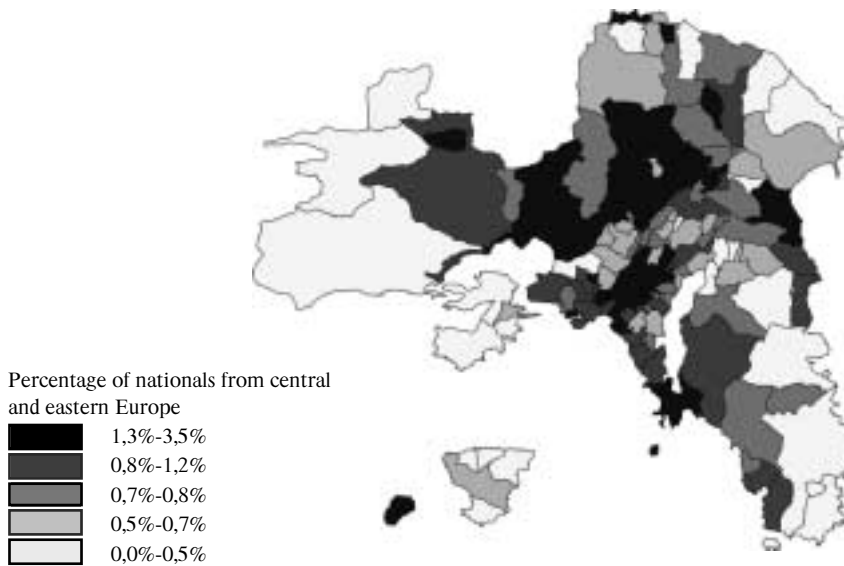 Percentage of nationals from central
and eastern Europe
1,3%-3,5%
0,8%-1,2%
0,7%-0,8%
0,5%-0,7%
0,0%-0,5%